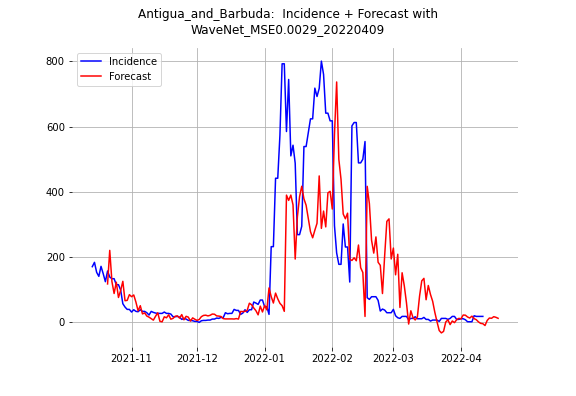 Antigua_and_Barbuda:  Incidence + Forecast with
WaveNet_MSE0.0029_20220409
Incidence
Forecast
800
600
400
200
0
2021-11
2021-12
2022-01
2022-02
2022-03
2022-04